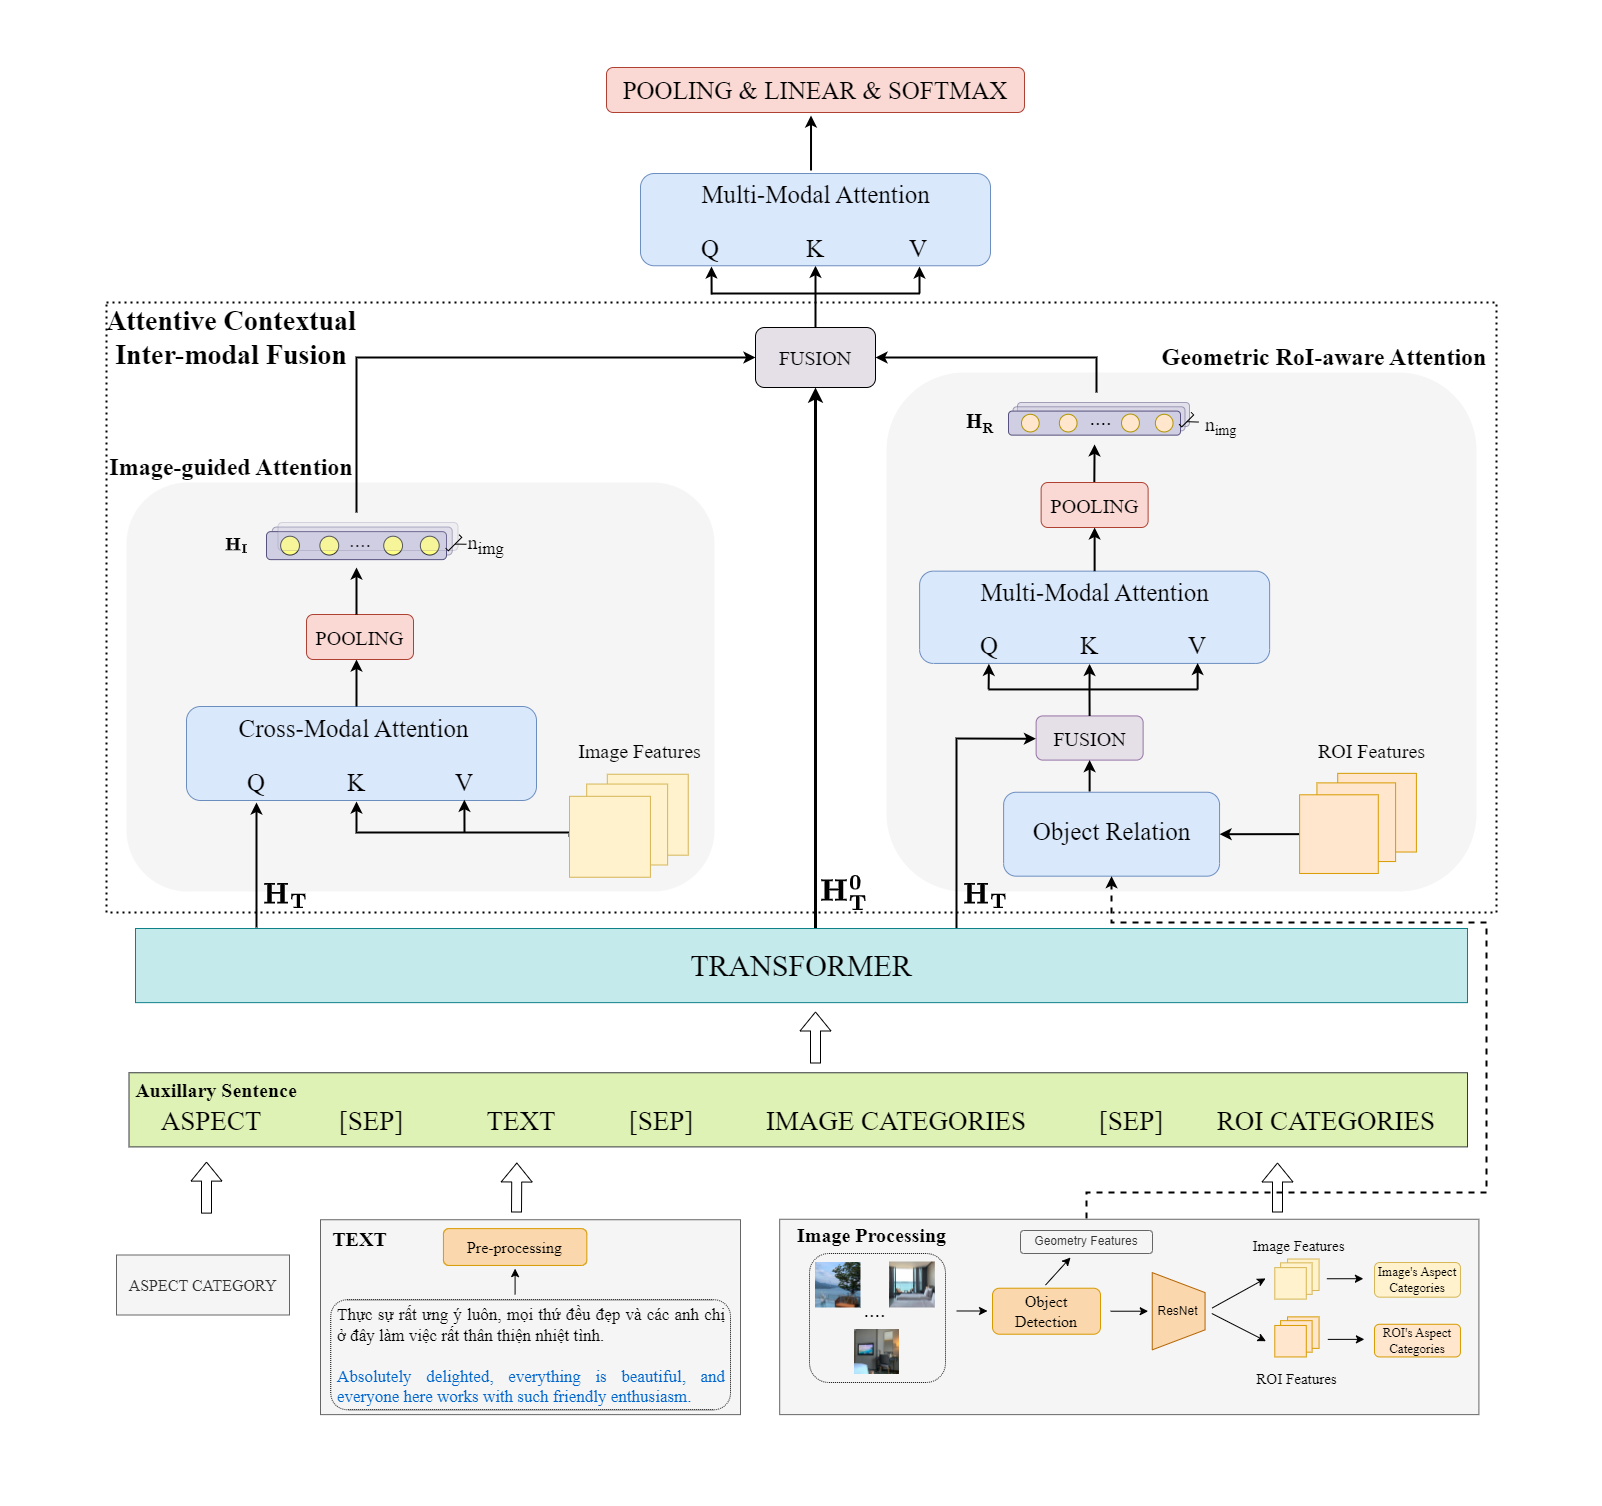 POOLING & LINEAR & SOFTMAX
Multi-Modal Attention
Q K V
Attentive Contextual
Inter-modal Fusion
FUSION
Geometric RoI-aware Attention
H_R
....
n_img
Image-guided Attention
POOLING
H_I
....
n_img
Multi-Modal Attention
Q K V
POOLING
Cross-Modal Attention
Q K V
Image Features
FUSION
ROI Features
Object Relation
H_T
H_T^0
H_T
TRANSFORMER
Auxillary Sentence
ASPECT [SEP] TEXT [SEP] IMAGE CATEGORIES [SEP] ROI CATEGORIES
ASPECT CATEGORY
TEXT
Pre-processing
Thực sự rất ưng ý luôn, mọi thứ đều đẹp và các anh chị
ở đây làm việc rất thân thiện nhiệt tình.
Absolutely delighted, everything is beautiful, and
everyone here works with such friendly enthusiasm.
Image Processing
....
Geometry Features
Object
Detection
ResNet
Image Features
Image's Aspect
Categories
ROI's Aspect
Categories
ROI Features